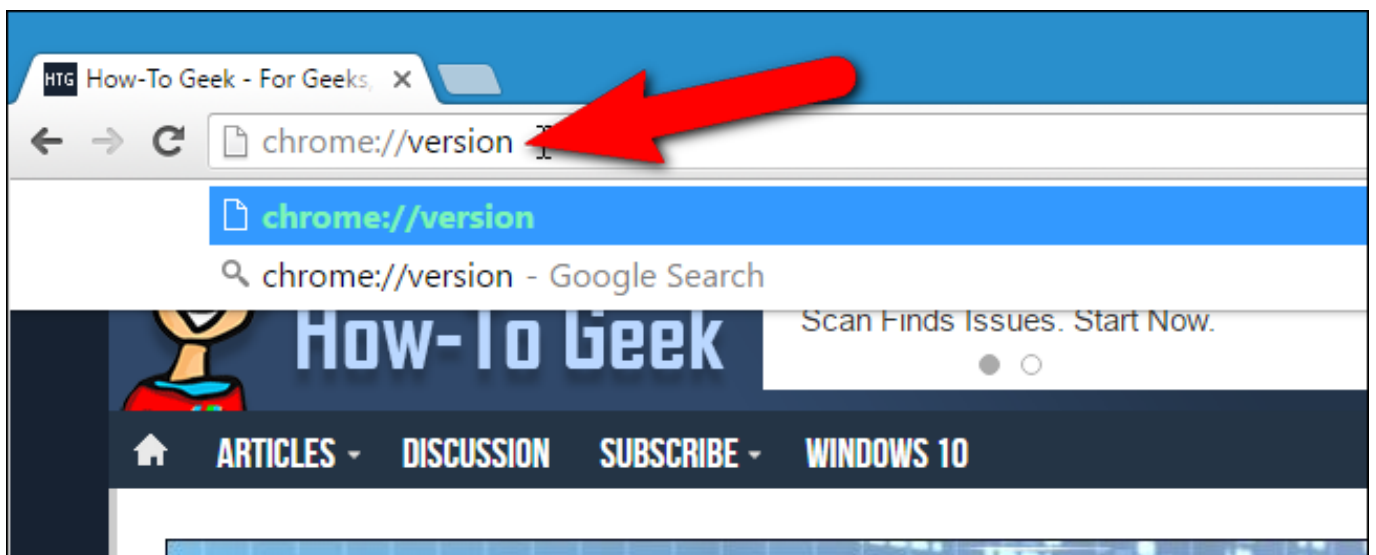 HTG How-To Geek - For Geeks,
chrome://version
chrome://version
chrome://version - Google Search
How-To Geek
Scan Finds Issues. Start Now.
ARTICLES DISCUSSION SUBSCRIBE WINDOWS 10